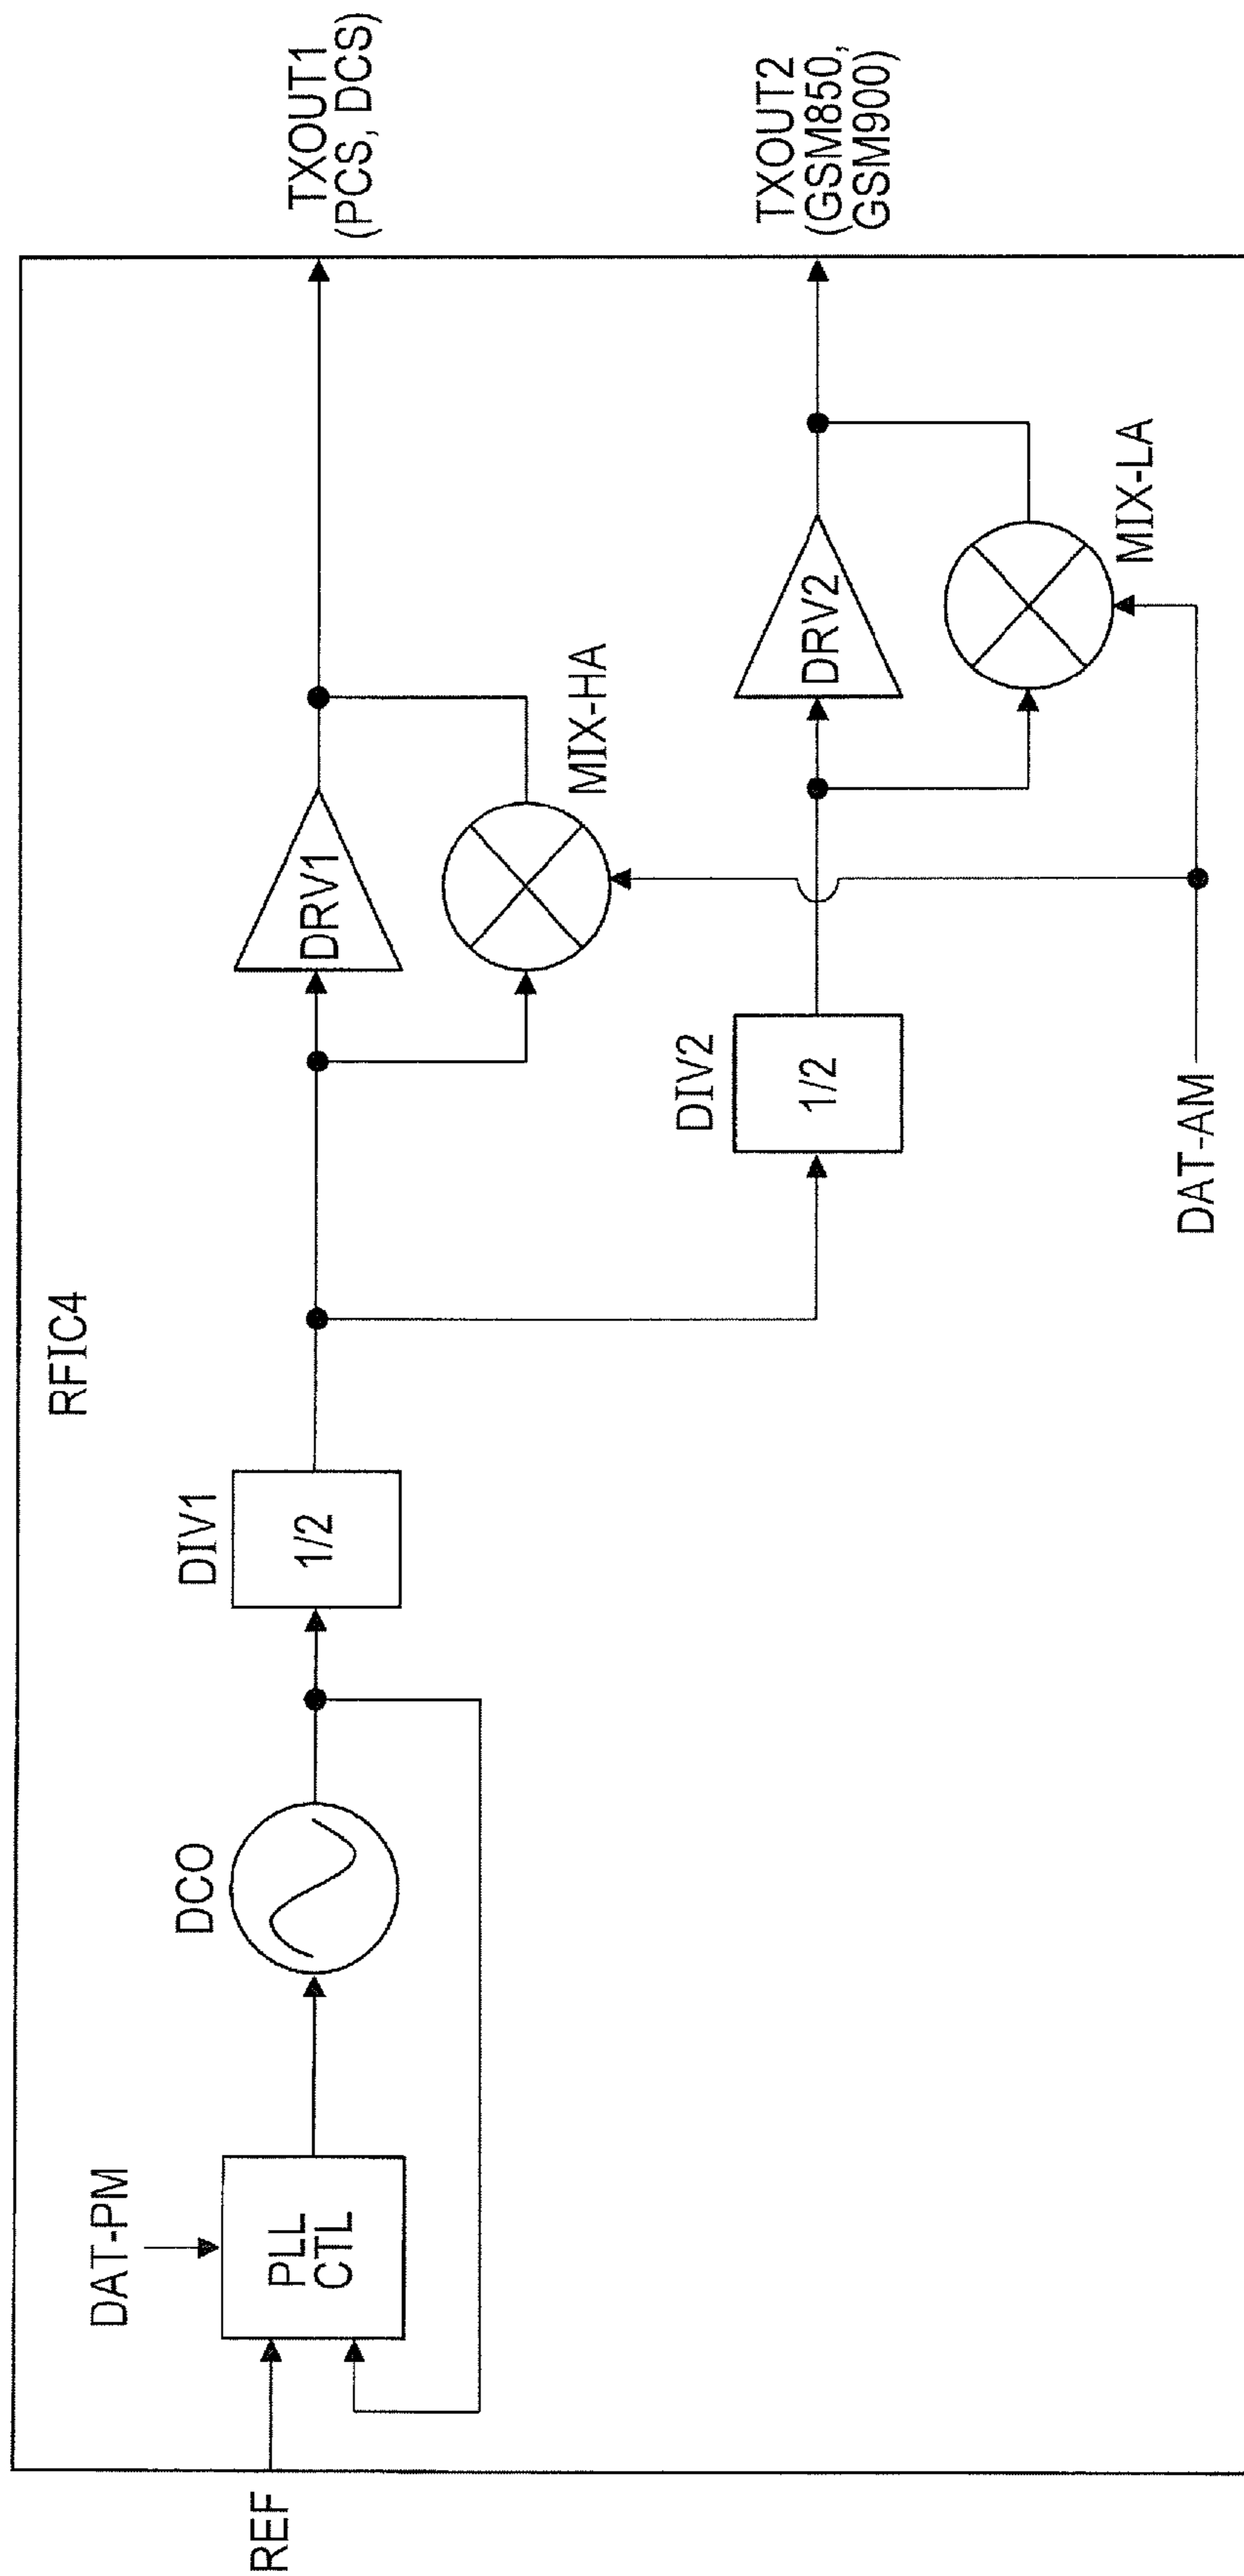 RFIC4
REF
DAT-PM
PLL
CTL
DCO
DIV1
1/2
DRV1
MIX-HA
TXOUT1
(PCS, DCS)
DIV2
1/2
DRV2
MIX-LA
TXOUT2
(GSM850,
GSM900)
DAT-AM